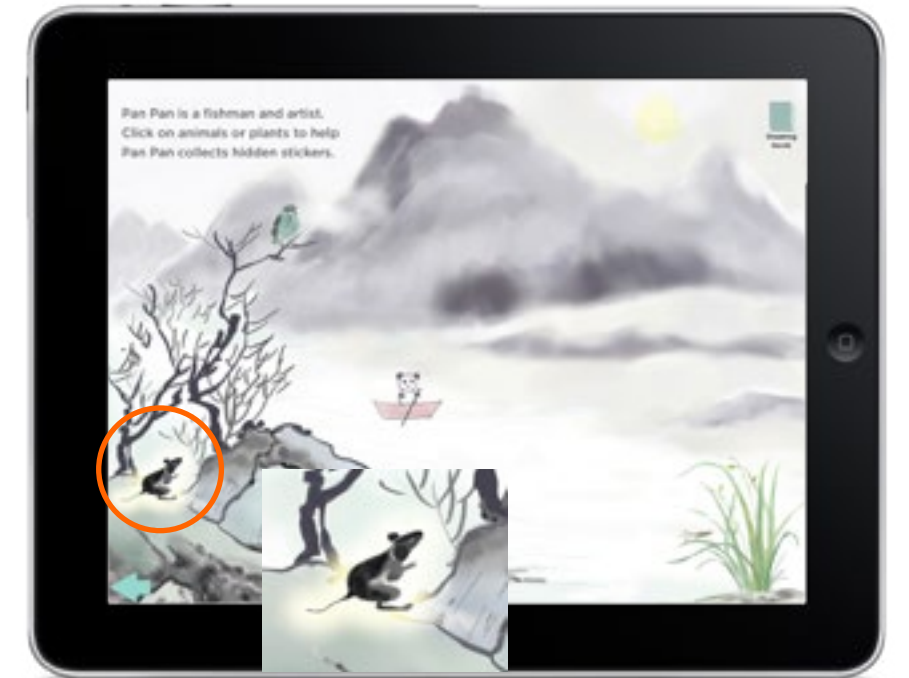 Pan Pan is a fishman and artist.
Click on animals or plants to help
Pan Pan collects hidden stickers.